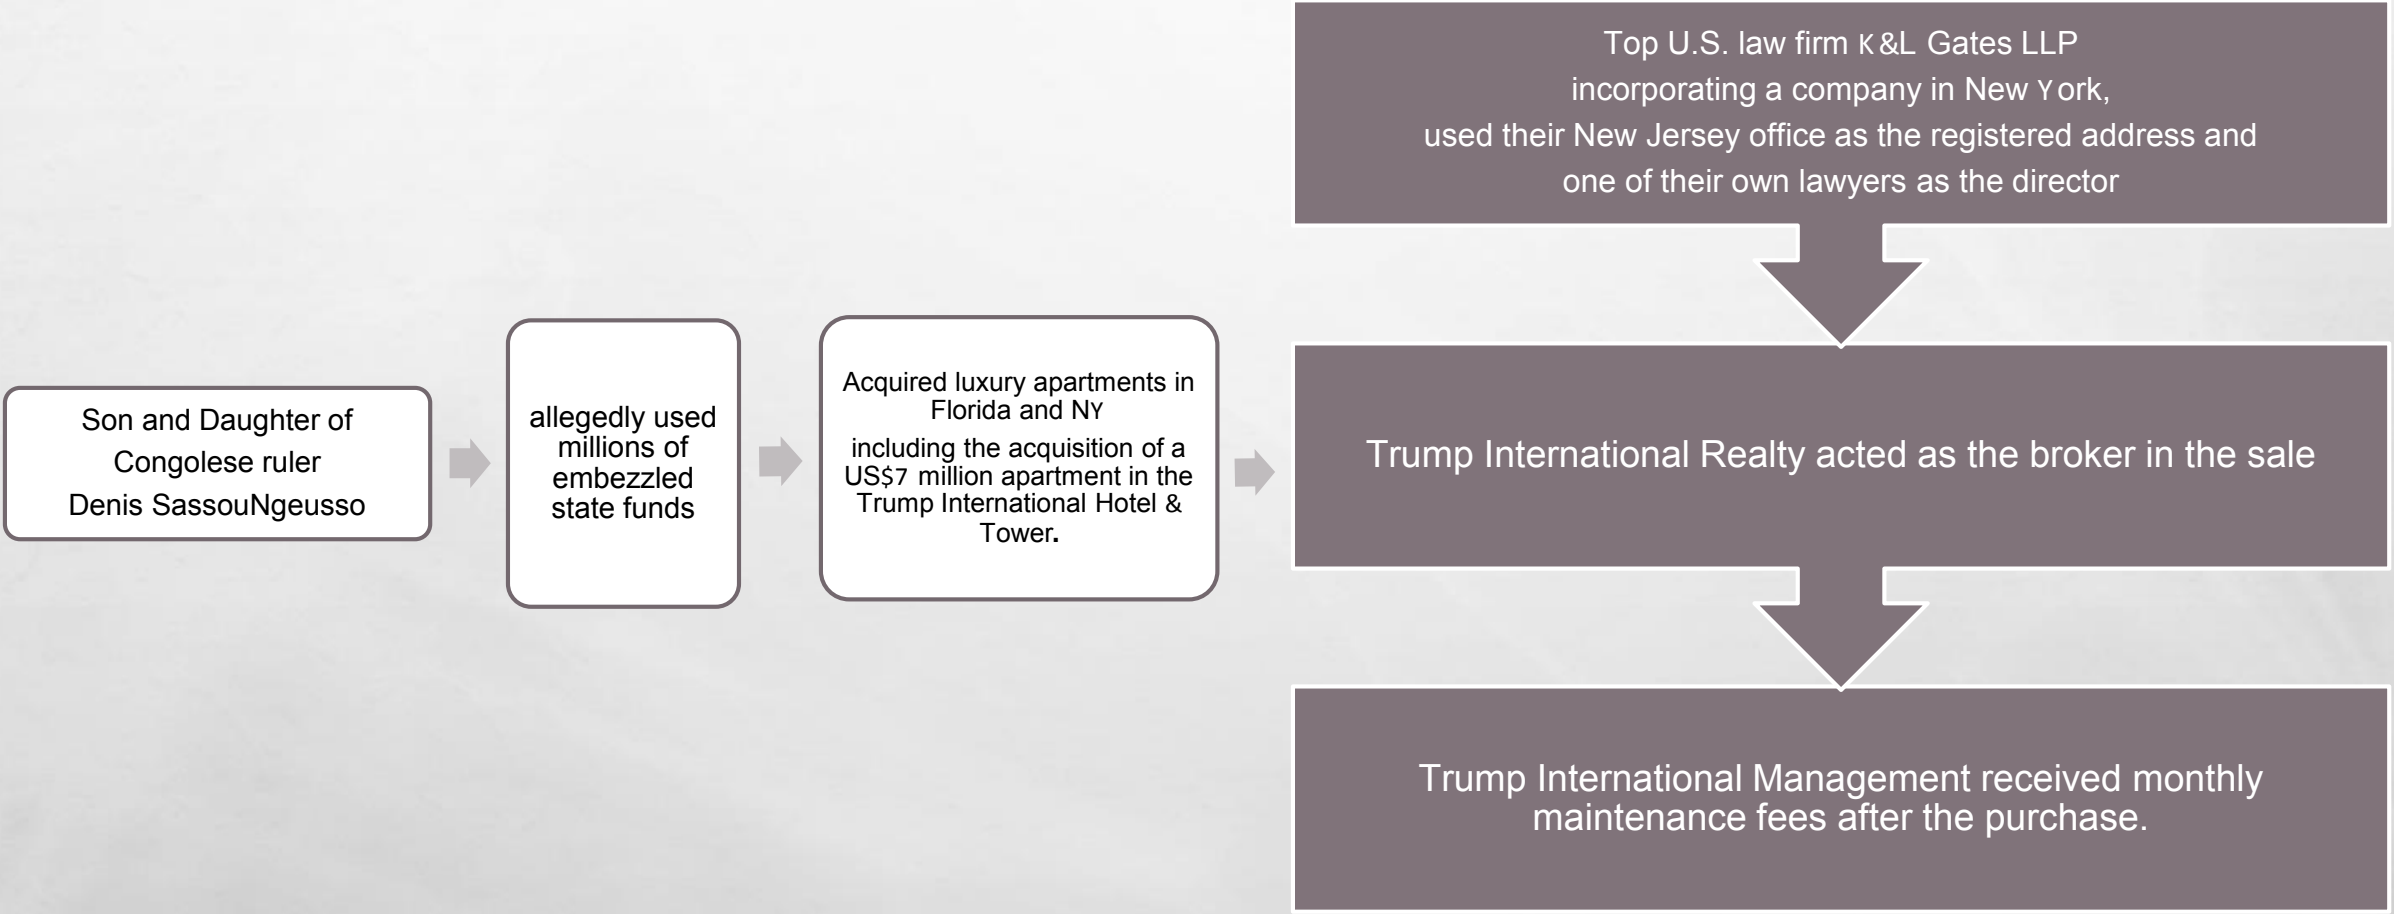 Son and Daughter of
Congolese ruler
Denis SassouNgeusso
allegedly used
millions of
embezzled
state funds
Acquired luxury apartments in
Florida and NY
including the acquisition of a
US$7 million apartment in the
Trump International Hotel &
Tower.
Top U.S. law firm K&L Gates LLP
incorporating a company in New York,
used their New Jersey office as the registered address and
one of their own lawyers as the director
Trump International Realty acted as the broker in the sale
Trump International Management received monthly
maintenance fees after the purchase.